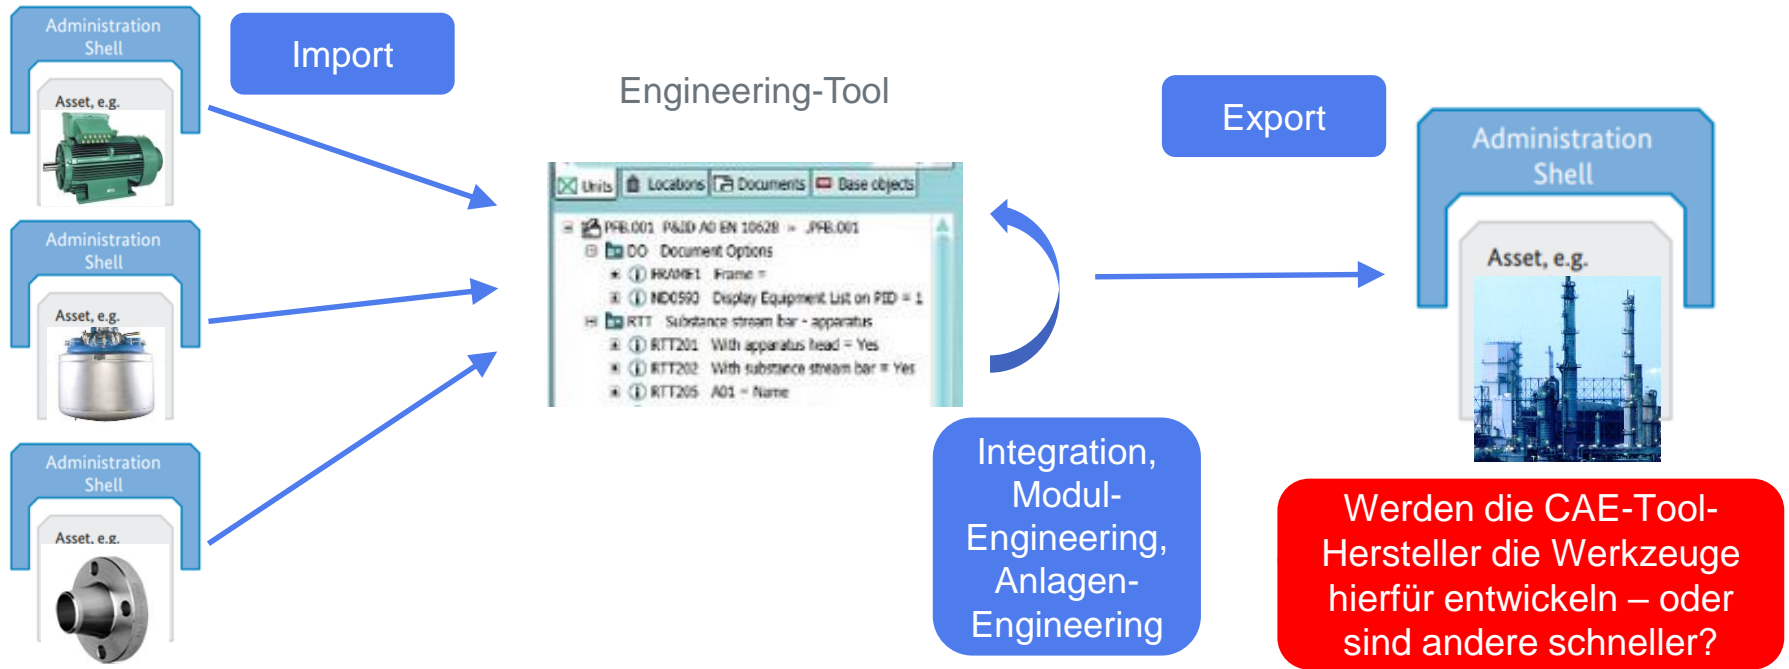 Administration
Shell
Asset, e.g.
Administration
Shell
Asset, e.g.
Administration
Shell
Asset, e.g.
Import
Engineering-Tool
Units Locations Documents Base objects
PFB.001 P&ID A0 EN 10628 = .PFB.001
DO Document Options
FRAME1 Frame =
ND0593 Display Equipment List on PID = 1
RTT Substance stream bar - apparatus
RTT201 With apparatus head = Yes
RTT202 With substance stream bar = Yes
RTT205 A01 = Name
Integration,
Modul-
Engineering,
Anlagen-
Engineering
Export
Administration
Shell
Asset, e.g.
Werden die CAE-Tool-
Hersteller die Werkzeuge
hierfür entwickeln – oder
sind andere schneller?